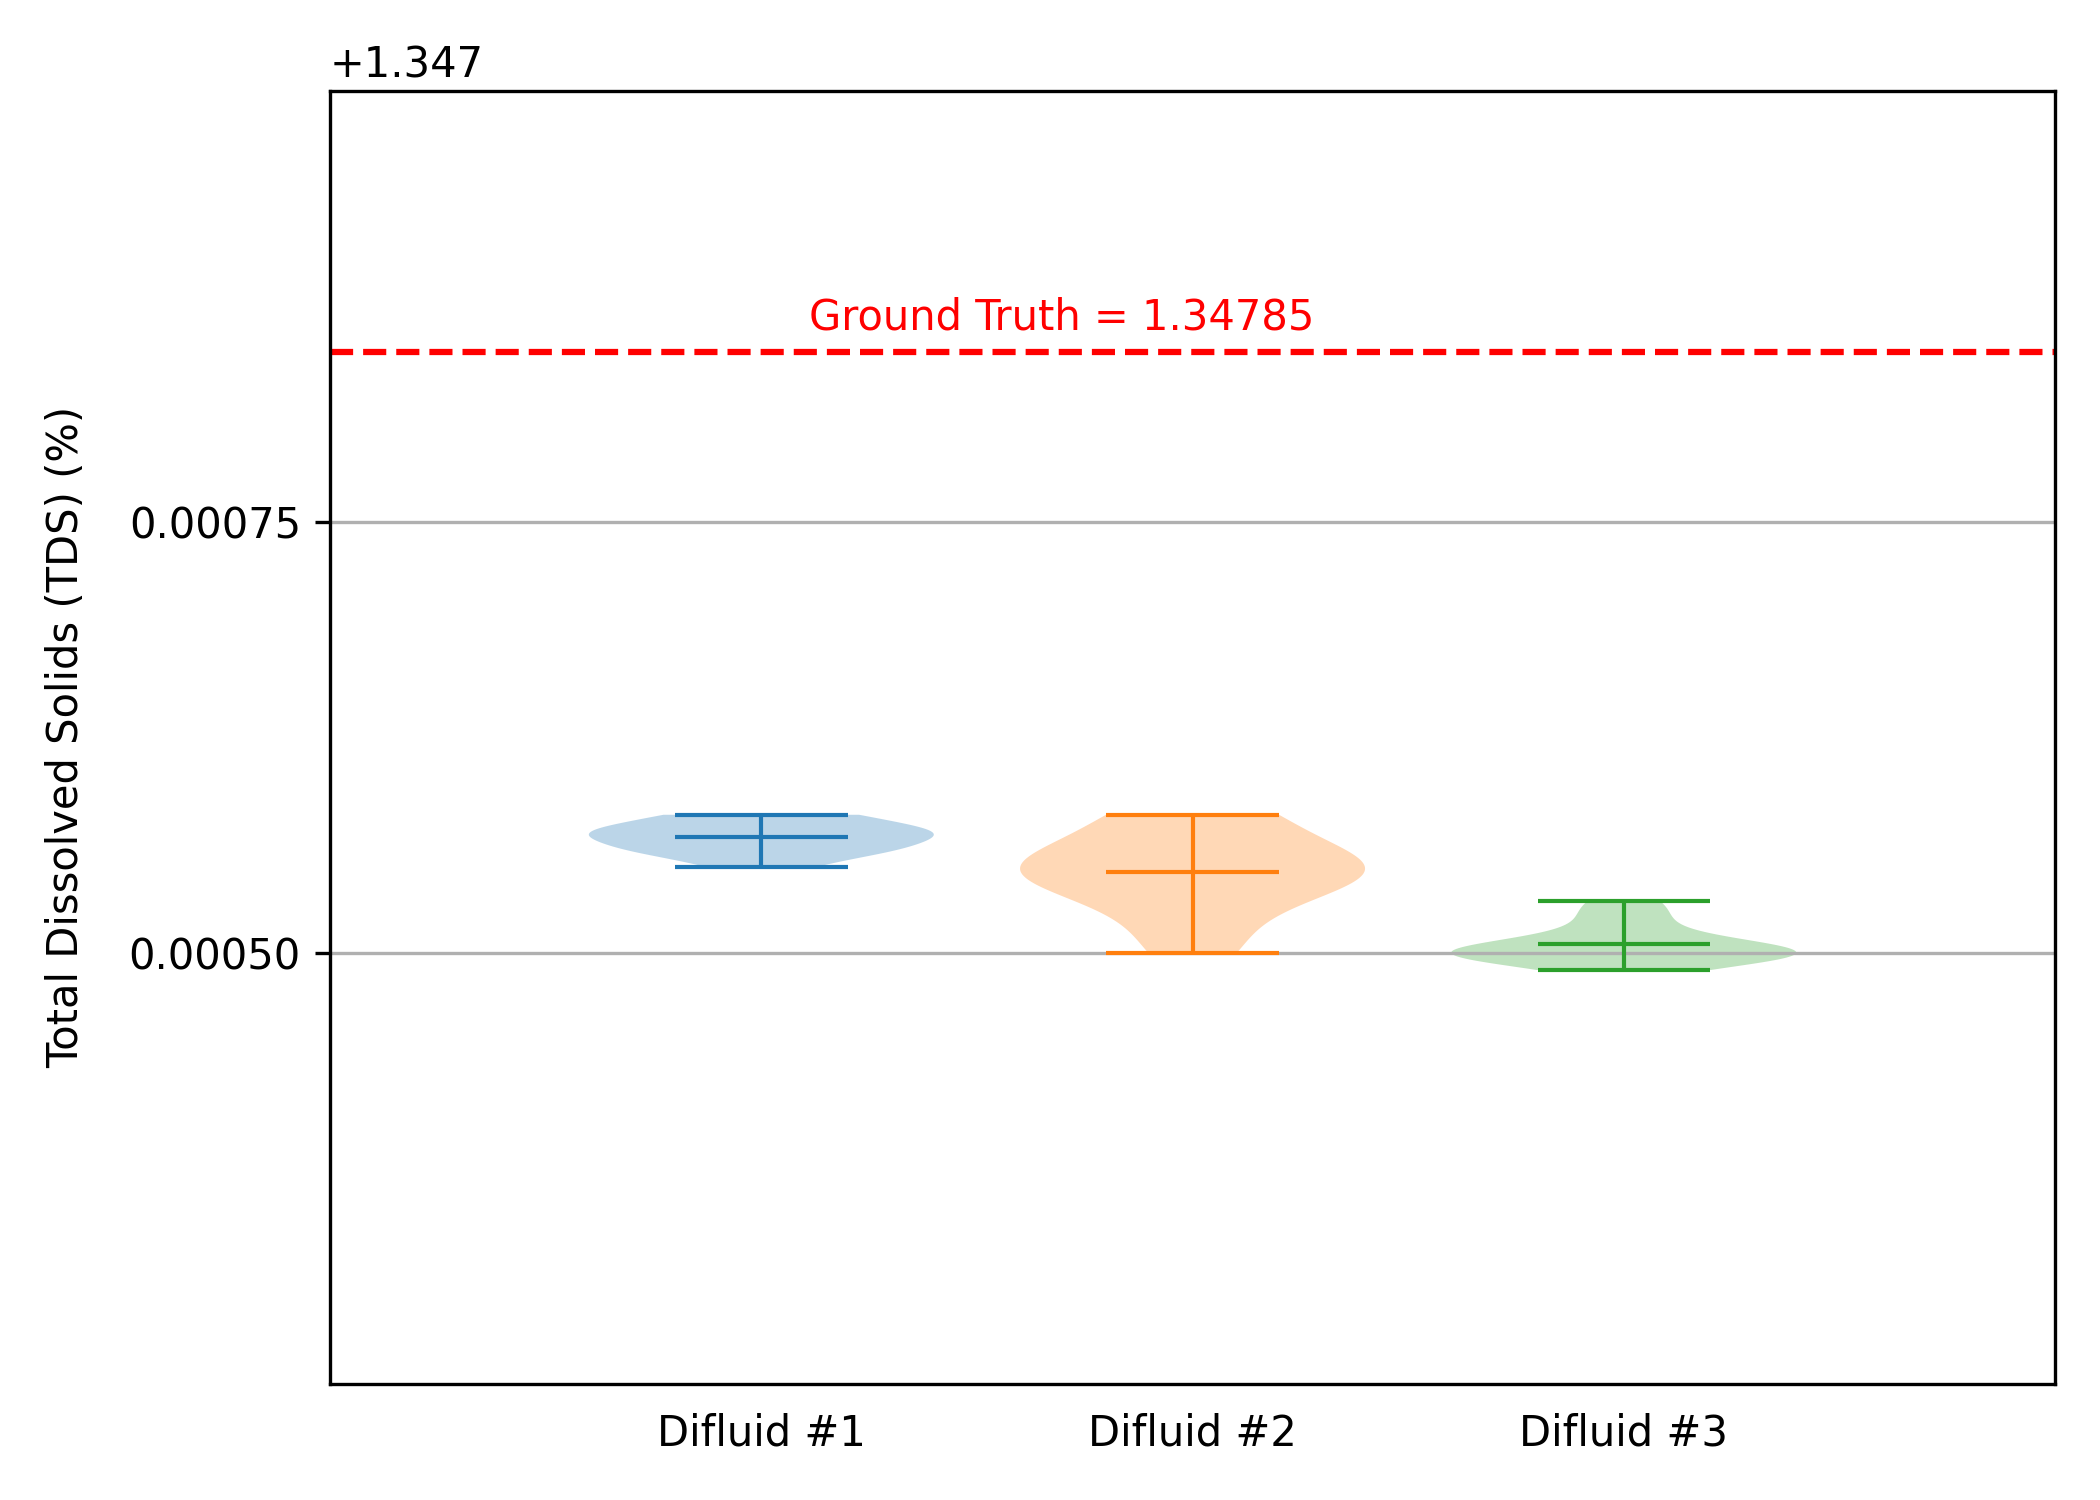 +1.347
Ground Truth = 1.34785
Total Dissolved Solids (TDS) (%)
0.00075
0.00050
Difluid #1
Difluid #2
Difluid #3